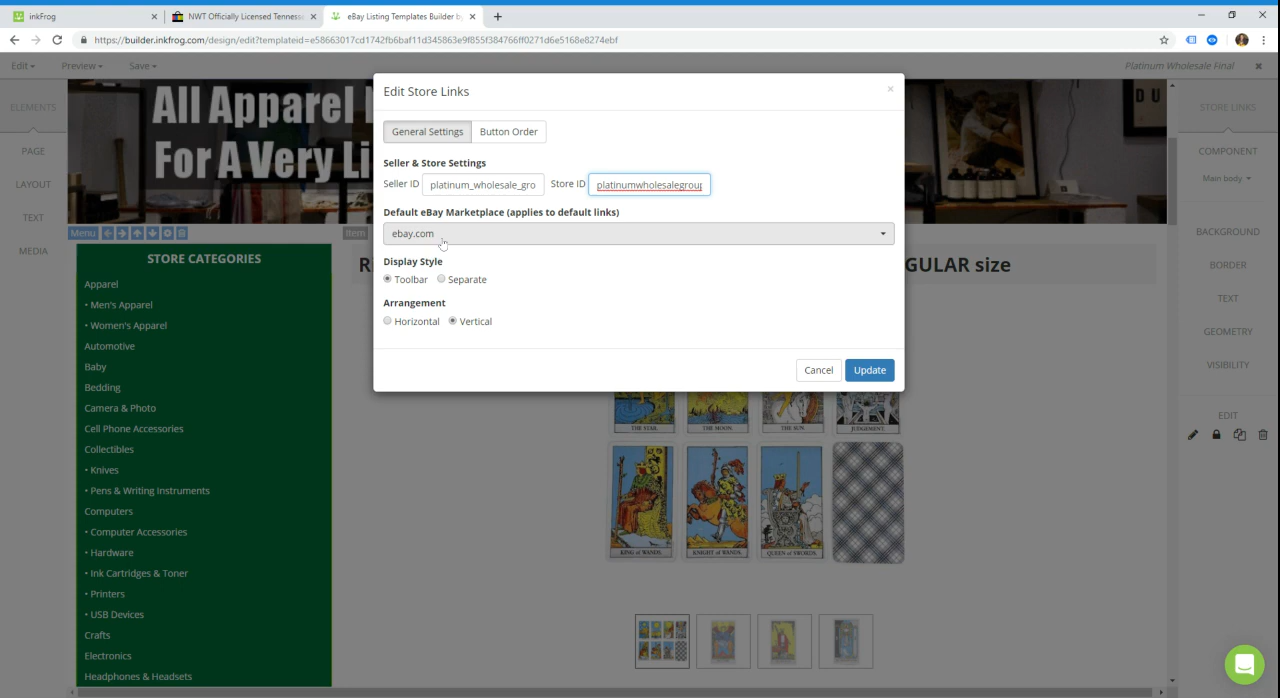 inkFrog
NWT Officially Licensed Tennesse
eBay Listing Templates Builder by
https://builder.inkfrog.com/design/edit?templateid=e58663017cd1742fb6baf11d345863e9f855f384766ff0271d6e5168e8274ebf
Edit
Preview
Save
Platinum Wholesale Final
ELEMENTS
PAGE
LAYOUT
TEXT
MEDIA
All Apparel
For A Very Li
D U
Edit Store Links
General Settings
Button Order
Seller & Store Settings
Seller ID
platinum_wholesale_gro
Store ID
platinumwholesalegroup
Default eBay Marketplace (applies to default links)
ebay.com
Display Style
Toolbar
Separate
Arrangement
Horizontal
Vertical
Cancel
Update
Menu
Item
STORE CATEGORIES
Apparel
• Men's Apparel
• Women's Apparel
Automotive
Baby
Bedding
Camera & Photo
Cell Phone Accessories
Collectibles
• Knives
• Pens & Writing Instruments
Computers
• Computer Accessories
• Hardware
• Ink Cartridges & Toner
• Printers
• USB Devices
Crafts
Electronics
Headphones & Headsets
R
GULAR size
THE STAR.
THE MOON
THE SUN.
JUDGEMENT.
KING of WANDS.
KNIGHT of WANDS.
QUEEN of SWORDS.
STORE LINKS
COMPONENT
Main body
BACKGROUND
BORDER
TEXT
GEOMETRY
VISIBILITY
EDIT